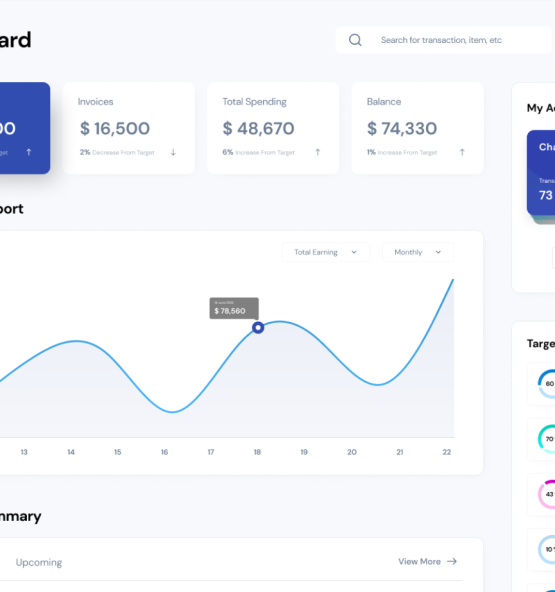 ard
Search for transaction, item, etc
Invoices
Total Spending
Balance
My Ac
00
$ 16,500
$ 48,670
$ 74,330
Cha
get
2% Decrease From Target
6% Increase From Target
1% Increase From Target
Trans
73
port
Total Earning
Monthly
$ 78,560
Targe
60
70
43
10
13 14 15 16 17 18 19 20 21 22
mmary
Upcoming
View More